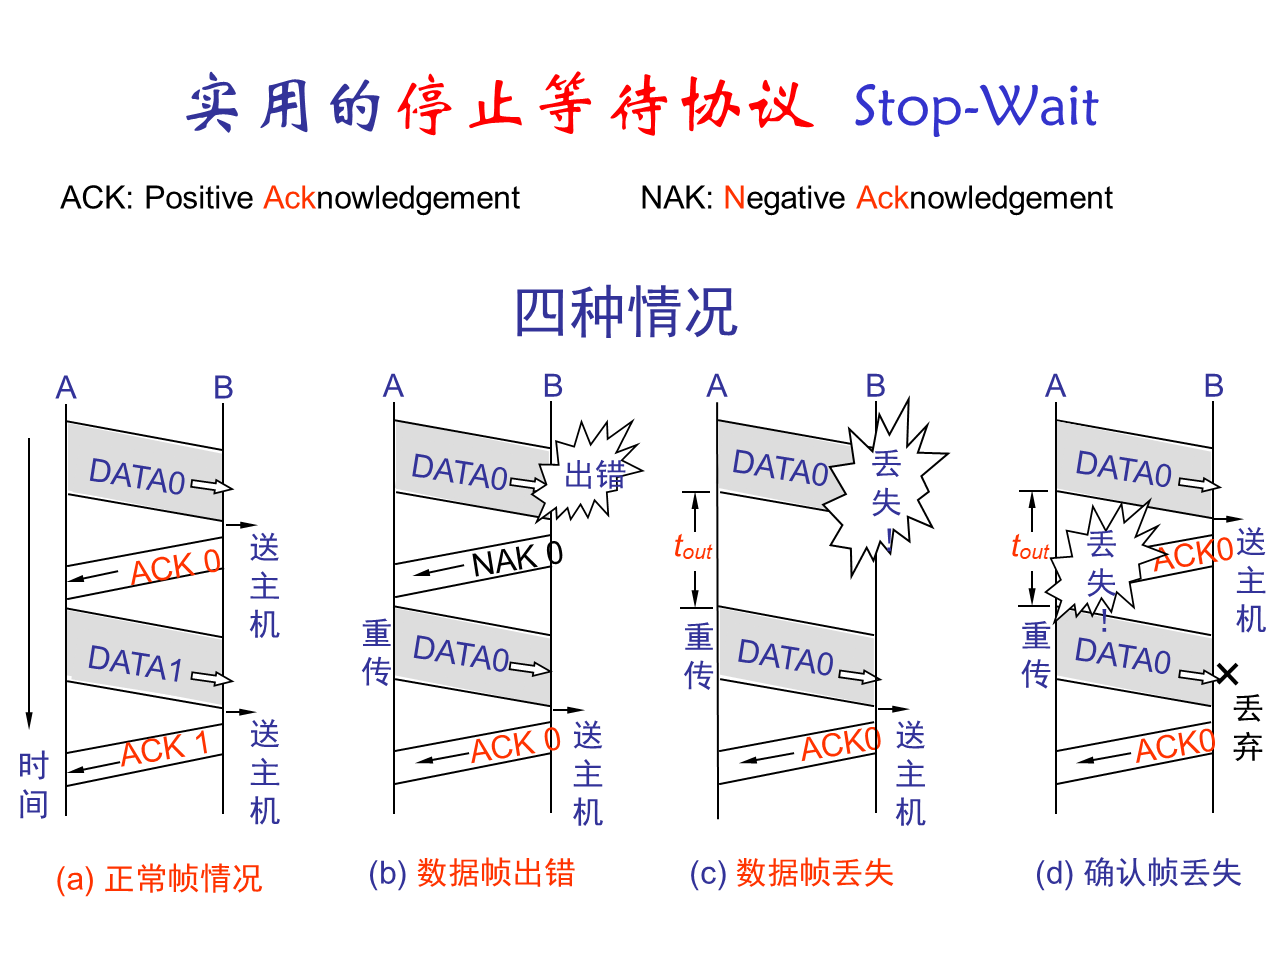 实用的停止等待协议 Stop-Wait
ACK: Positive Acknowledgement
NAK: Negative Acknowledgement
四种情况
A B
DATA0
送主机
ACK 0
DATA1
送主机
ACK 1
时间
(a) 正常帧情况
A B
DATA0
出错
NAK 0
重传
DATA0
送主机
ACK 0
(b) 数据帧出错
A B
DATA0
丢失!
tout
重传
DATA0
送主机
ACK0
(c) 数据帧丢失
A B
DATA0
送主机
ACK0
丢失!
tout
重传
DATA0
丢弃
ACK0
(d) 确认帧丢失